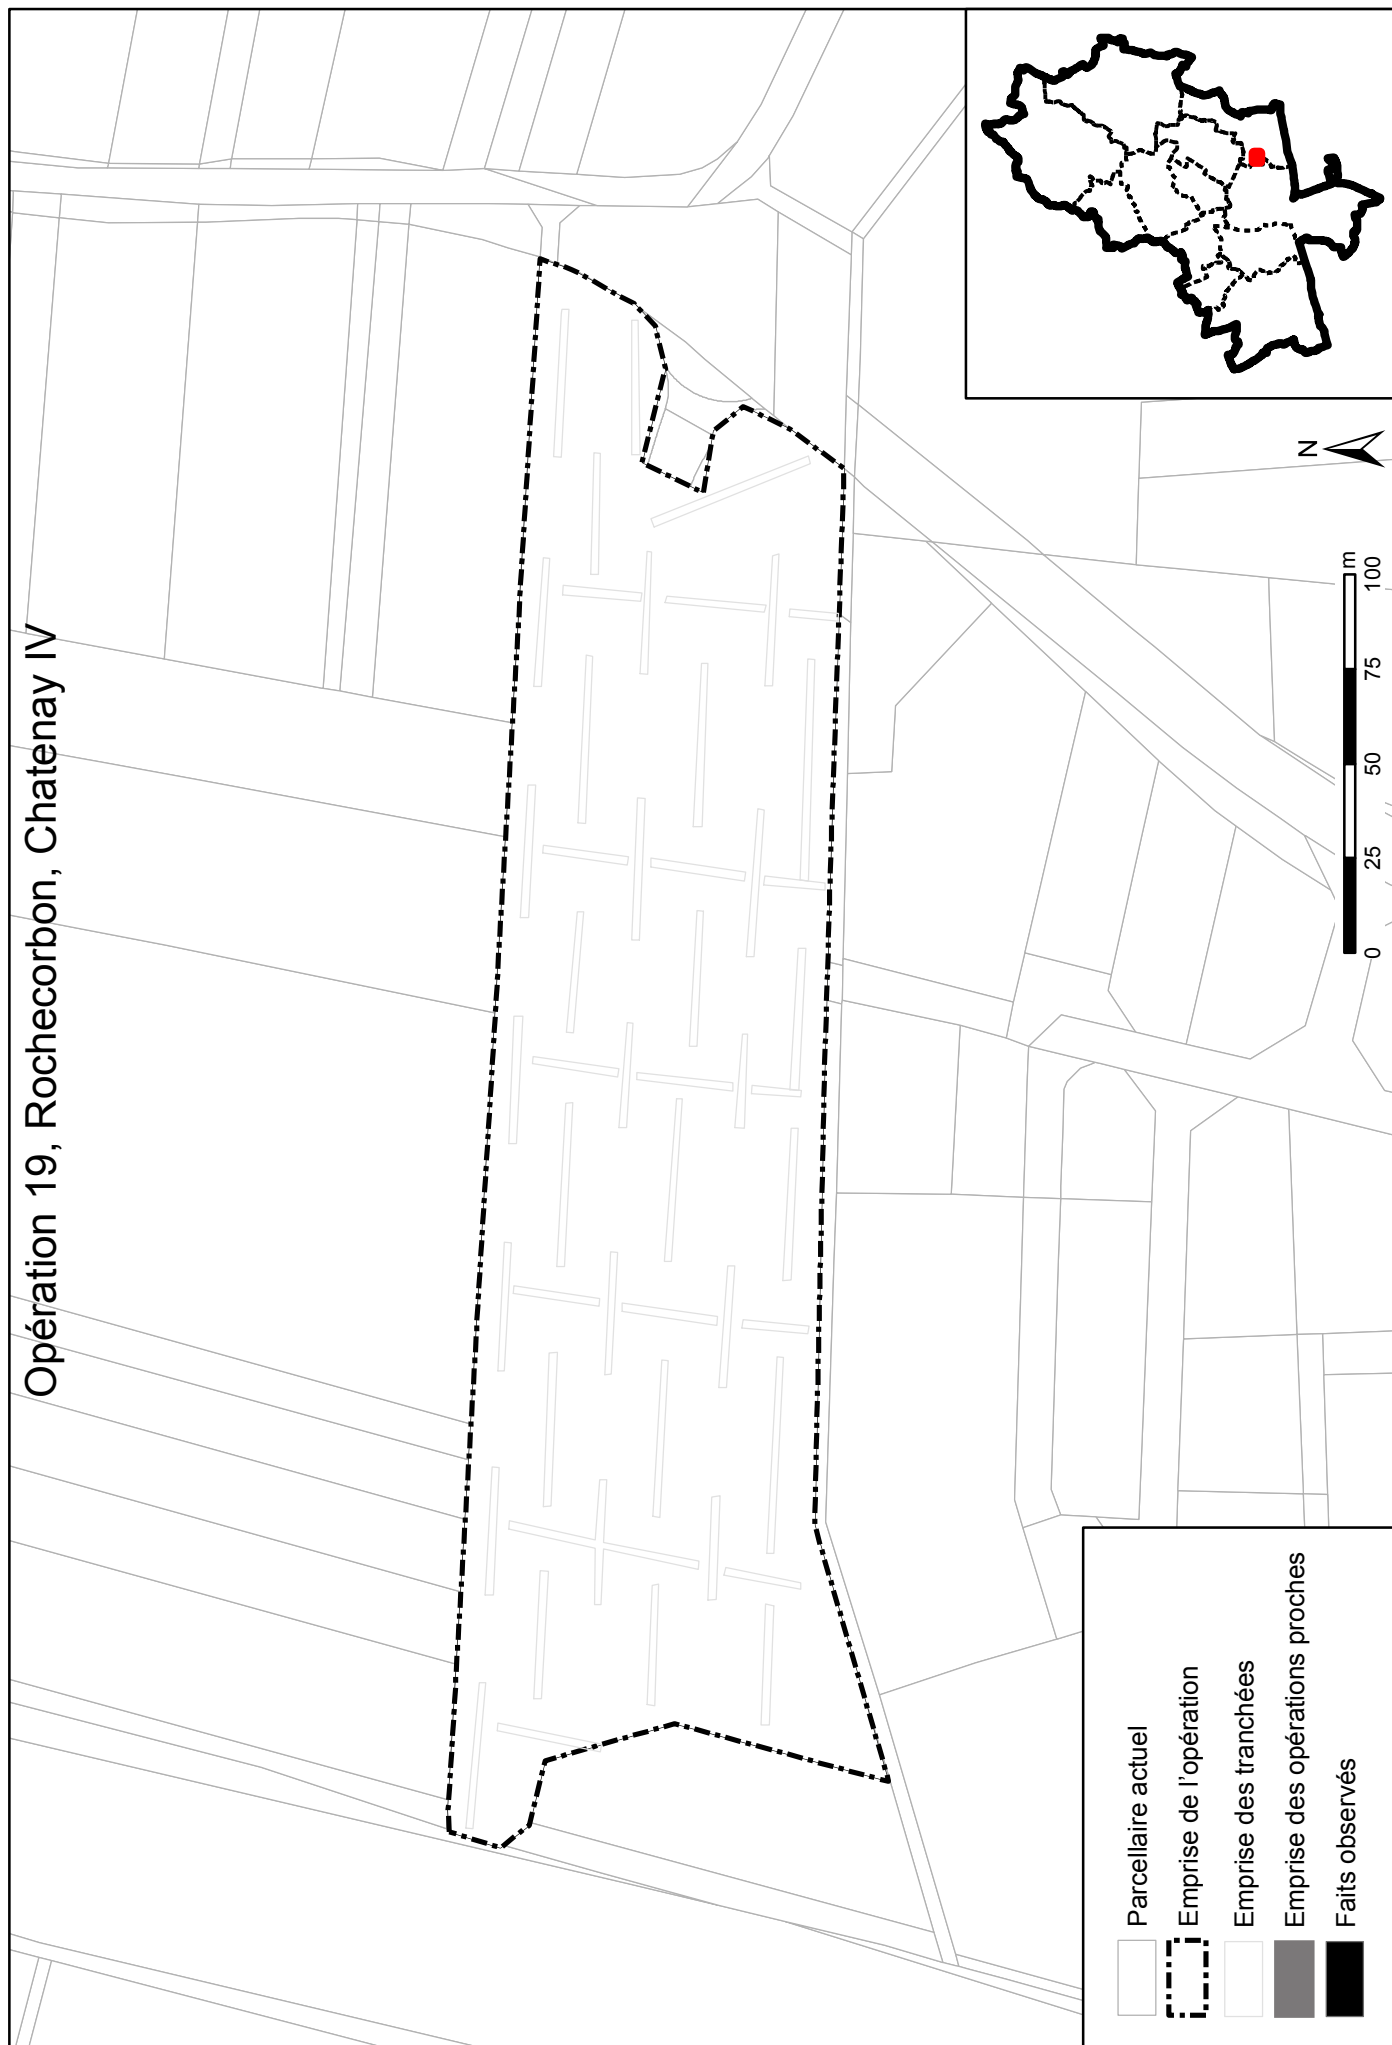 Opération 19, Rochecorbon, Chatenay IV
N
0 25 50 75 100 m
Parcellaire actuel
Emprise de l'opération
Emprise des tranchées
Emprise des opérations proches
Faits observés